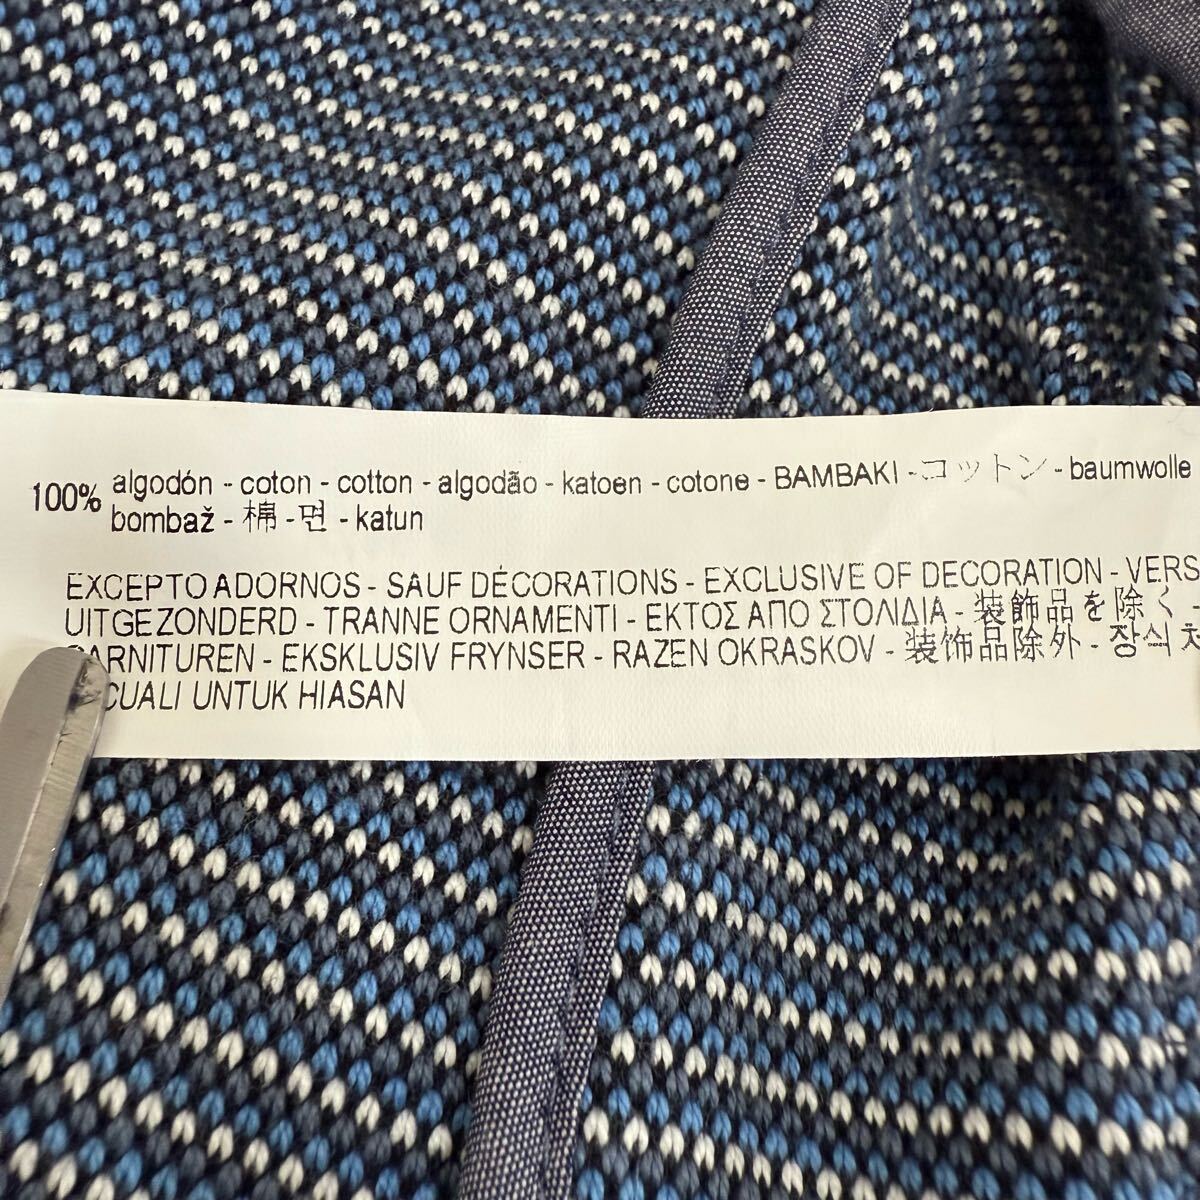 100% algodón - coton - cotton - algodão - katoen - cotone - BAMBAKI - コットン - baumwolle
bombaž - 棉 - 면 - katun
EXCEPTO ADORNOS - SAUF DÉCORATIONS - EXCLUSIVE OF DECORATION - VERS
UITGEZONDERD - TRANNE ORNAMENTI - ΕΚΤΟΣ ΑΠΟ ΣΤΟΛΙΔΙΑ - 装飾品を除く -
GARNITUREN - EKSKLUSIV FRYNSER - RAZEN OKRASKOV - 装饰品除外 - 장식
CUALI UNTUK HIASAN